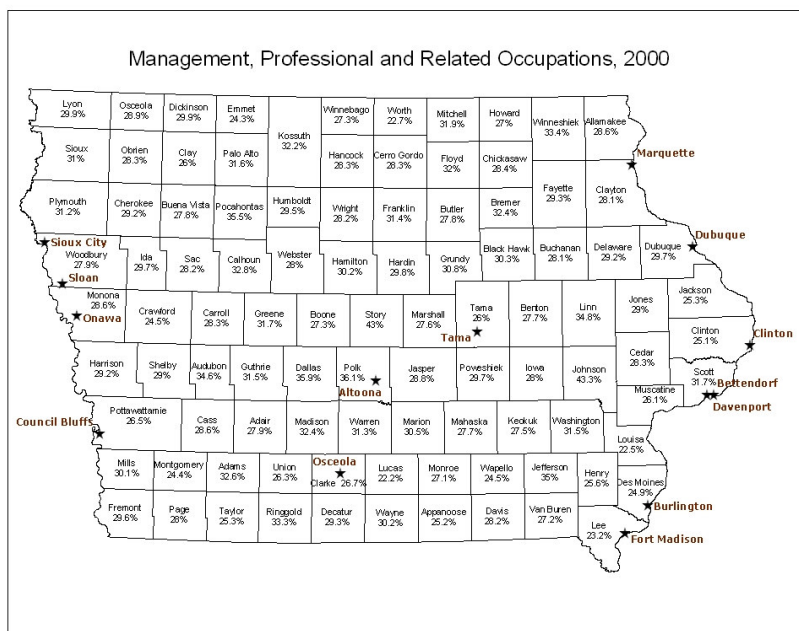 Management, Professional and Related Occupations, 2000
Lyon
29.9%
Osceola
28.9%
Dickinson
29.9%
Emmet
24.3%
Kossuth
32.2%
Winnebago
27.3%
Worth
22.7%
Mitchell
31.9%
Howard
27%
Winneshiek
33.4%
Allamakee
28.6%
Marquette
Sioux
31%
Obrien
28.3%
Clay
26%
Palo Alto
31.6%
Hancock
28.3%
Cerro Gordo
28.3%
Floyd
32%
Chickasaw
28.4%
Fayette
29.3%
Clayton
28.1%
Plymouth
31.2%
Cherokee
29.2%
Buena Vista
27.8%
Pocahontas
35.5%
Humboldt
29.5%
Wright
28.2%
Franklin
31.4%
Butler
27.8%
Bremer
32.4%
Sioux City
Woodbury
27.9%
Ida
29.7%
Sac
28.2%
Calhoun
32.8%
Webster
28%
Hamilton
30.2%
Hardin
29.8%
Grundy
30.8%
Black Hawk
30.3%
Buchanan
28.1%
Delaware
29.2%
Dubuque
29.7%
Dubuque
Sloan
Monona
28.6%
Onawa
Crawford
24.5%
Carroll
28.3%
Greene
31.7%
Boone
27.3%
Story
43%
Marshall
27.6%
Tama
26%
Tama
Benton
27.7%
Linn
34.8%
Jones
29%
Jackson
25.3%
Clinton
25.1%
Clinton
Harrison
29.2%
Shelby
29%
Audubon
34.6%
Guthrie
31.5%
Dallas
35.9%
Polk
36.1%
Altoona
Jasper
28.8%
Poweshiek
29.7%
Iowa
28%
Johnson
43.3%
Cedar
28.3%
Scott
31.7%
Bettendorf
Davenport
Muscatine
26.1%
Council Bluffs
Pottawattamie
26.5%
Cass
28.6%
Adair
27.9%
Madison
32.4%
Warren
31.3%
Marion
30.5%
Mahaska
27.7%
Keokuk
27.5%
Washington
31.5%
Louisa
22.5%
Mills
30.1%
Montgomery
24.4%
Adams
32.6%
Union
26.3%
Osceola
Clarke 26.7%
Lucas
22.2%
Monroe
27.1%
Wapello
24.5%
Jefferson
35%
Henry
25.6%
Des Moines
24.9%
Burlington
Fremont
29.6%
Page
28%
Taylor
25.3%
Ringgold
33.3%
Decatur
29.3%
Wayne
30.2%
Appanoose
25.2%
Davis
28.2%
Van Buren
27.2%
Lee
23.2%
Fort Madison